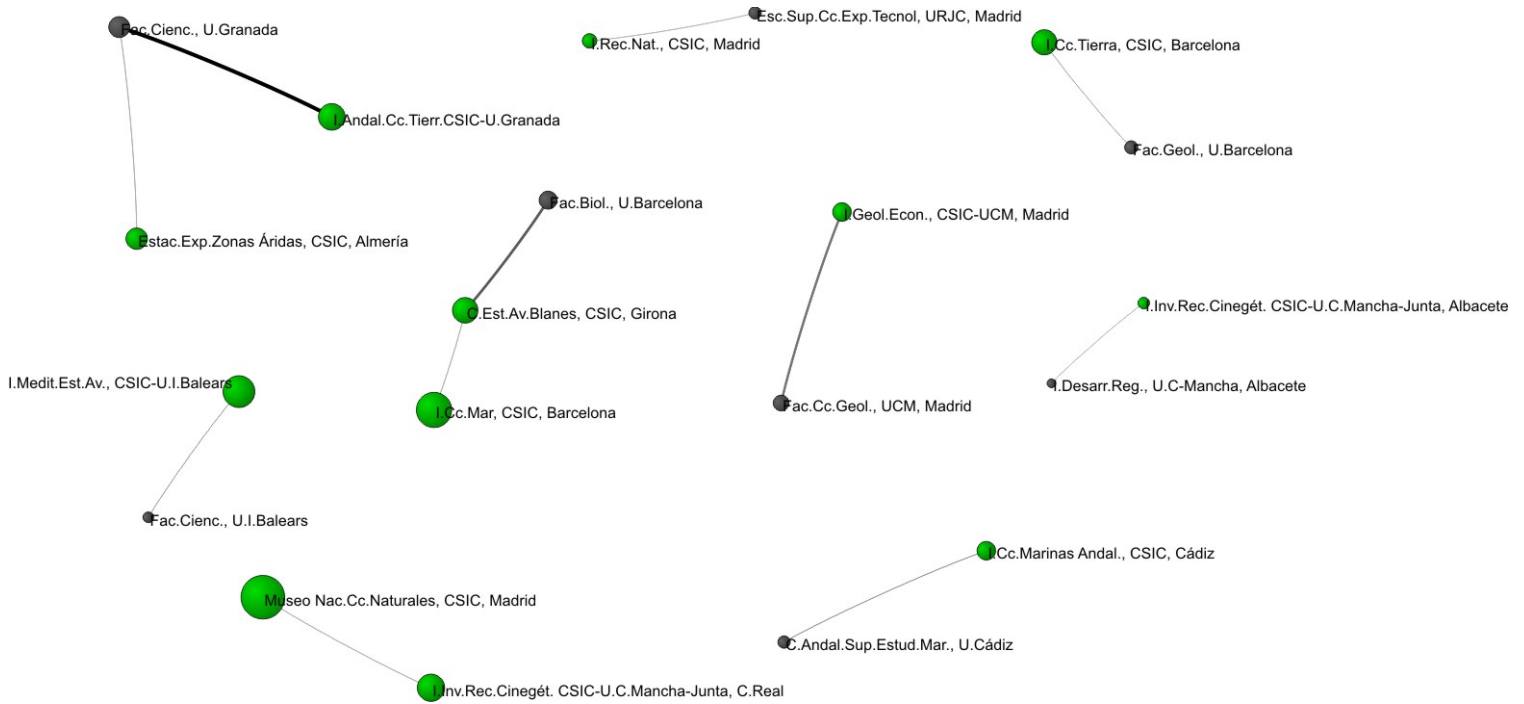 Esc.Sup.Cc.Exp.Tecnol, URJC, Madrid
Fac.Cienc., U.Granada
I.Rec.Nat., CSIC, Madrid
I.Cc.Tierra, CSIC, Barcelona
I.Andal.Cc.Tierr.CSIC-U.Granada
Fac.Geol., U.Barcelona
Fac.Biol., U.Barcelona
I.Geol.Econ., CSIC-UCM, Madrid
Estac.Exp.Zonas Áridas, CSIC, Almería
I.Inv.Rec.Cinegét. CSIC-U.C.Mancha-Junta, Albacete
C.Est.Av.Blanes, CSIC, Girona
I.Medit.Est.Av., CSIC-U.I.Balears
I.Desarr.Reg., U.C-Mancha, Albacete
Fac.Cc.Geol., UCM, Madrid
I.Cc.Mar, CSIC, Barcelona
Fac.Cienc., U.I.Balears
I.Cc.Marinas Andal., CSIC, Cádiz
Museo Nac.Cc.Naturales, CSIC, Madrid
C.Andal.Sup.Estud.Mar., U.Cádiz
I.Inv.Rec.Cinegét. CSIC-U.C.Mancha-Junta, C.Real